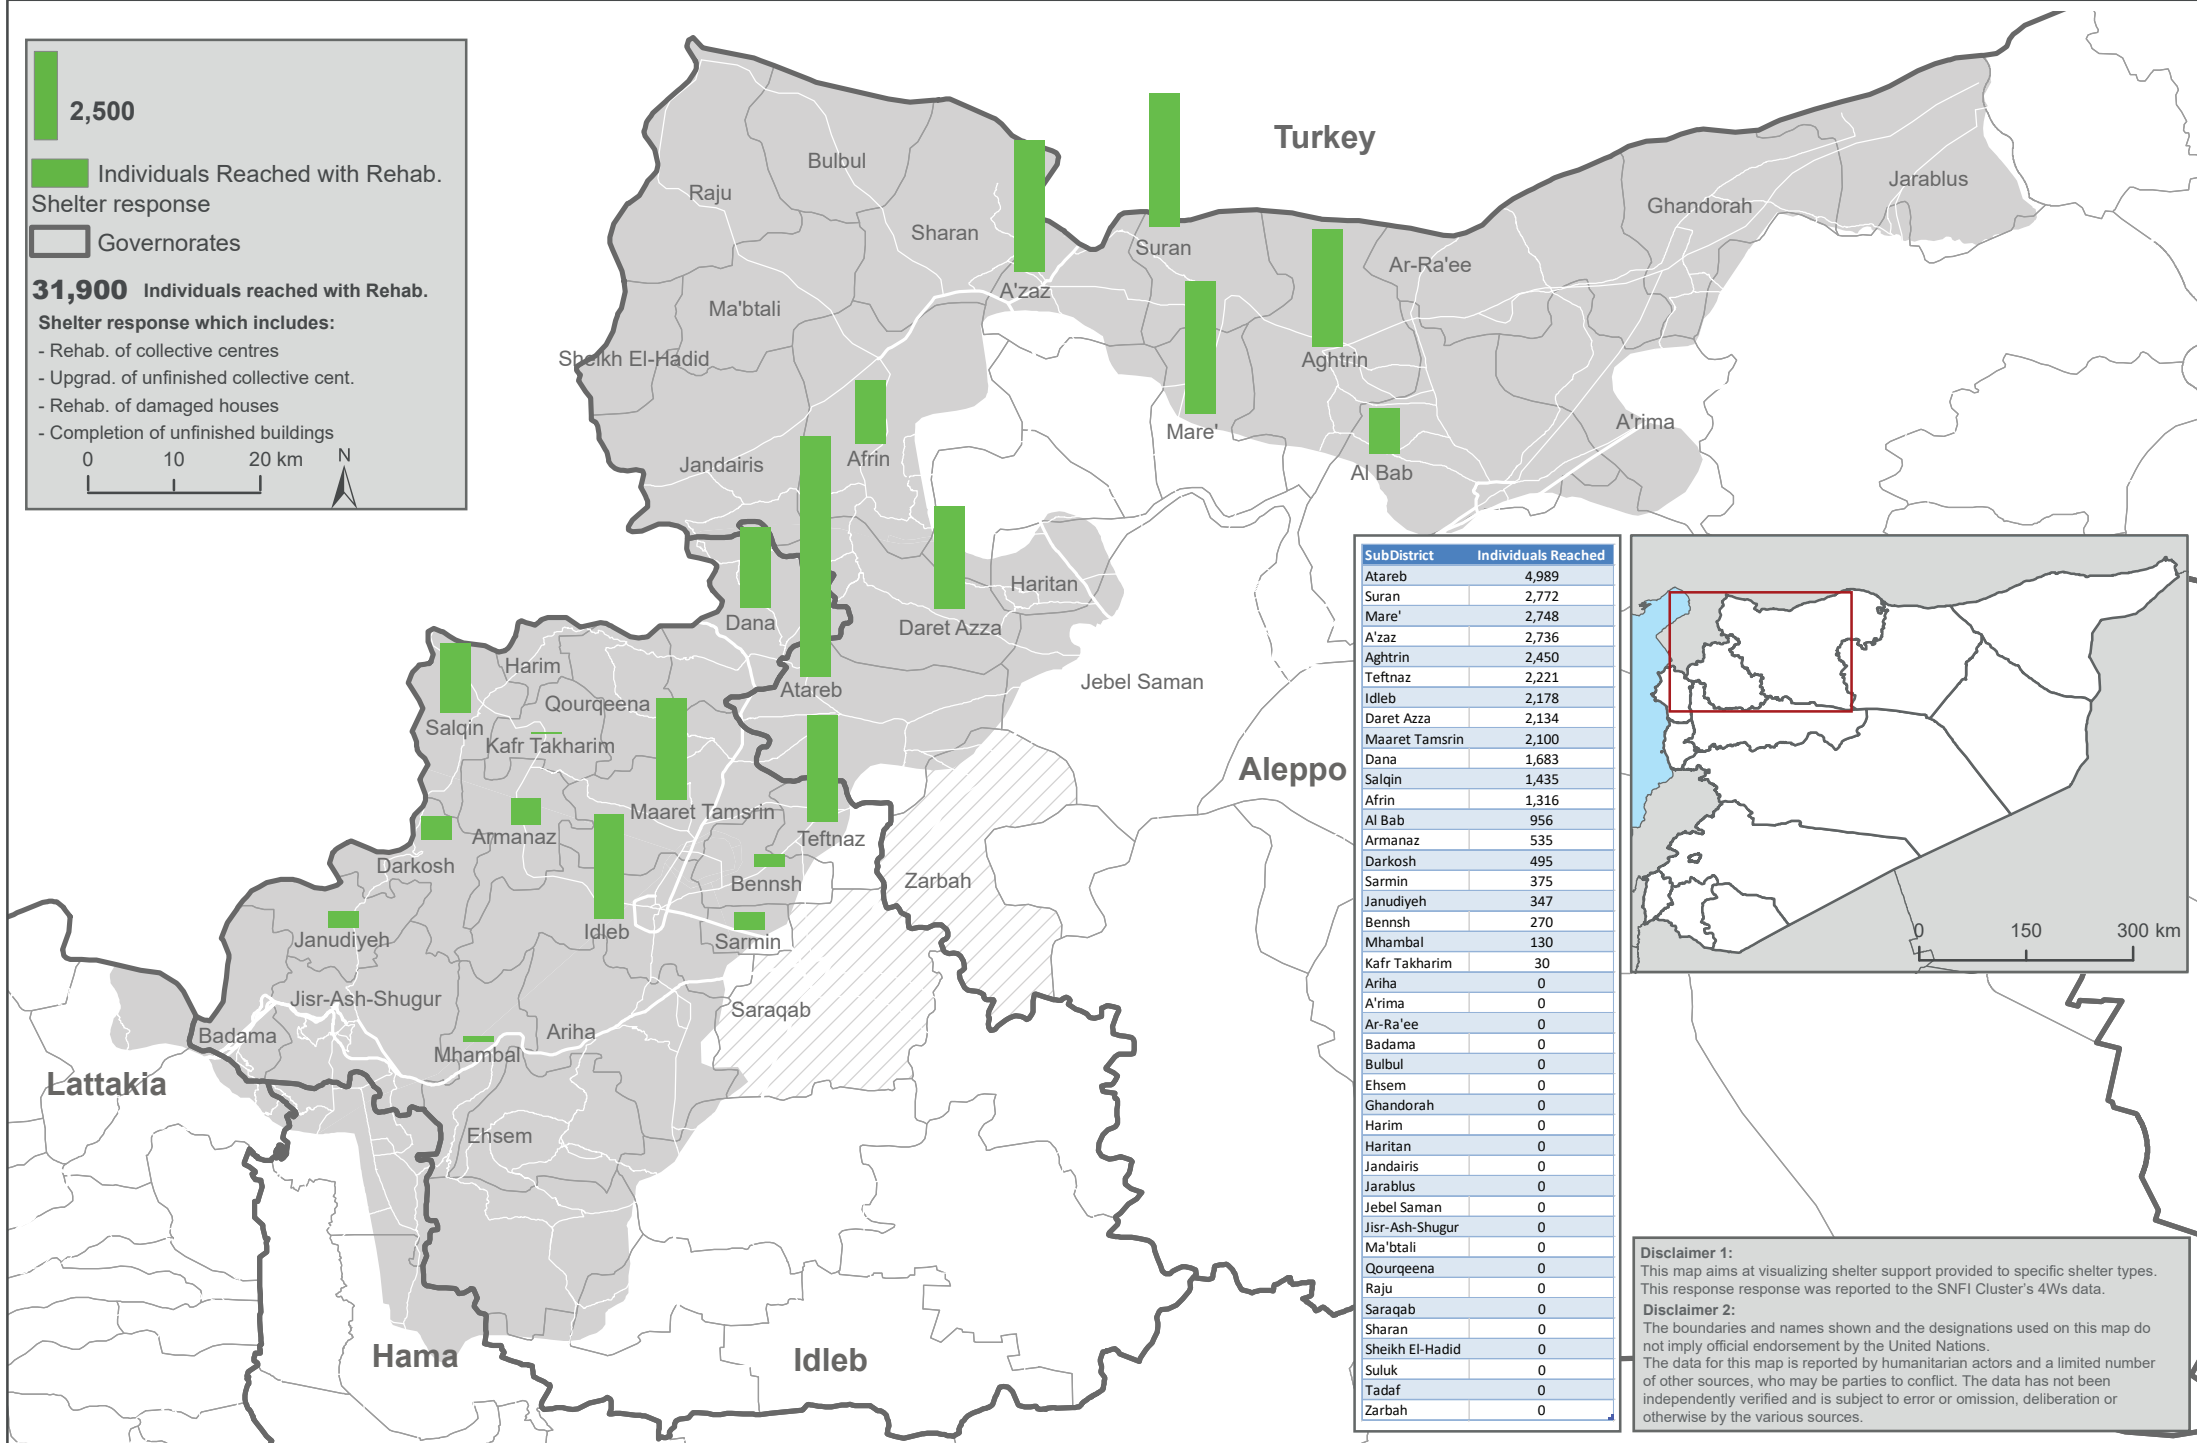 2,500
Individuals Reached with Rehab.
Shelter response
Governorates
31,900 Individuals reached with Rehab.
Shelter response which includes:
- Rehab. of collective centres
- Upgrad. of unfinished collective cent.
- Rehab. of damaged houses
- Completion of unfinished buildings
0 10 20 km N
Turkey
Bulbul
Raju
Jarablus
Ghandorah
Sharan
Suran
Ar-Ra'ee
A'zaz
Ma'btali
Sheikh El-Hadid
Aghtrin
A'rima
Mare'
Afrin
Jandairis
Al Bab
Haritan
Dana
Daret Azza
Harim
Jebel Saman
Atareb
Qourqeena
Salqin
Kafr Takharim
Aleppo
Maaret Tamsrin
Armanaz
Teftnaz
Darkosh
Bennsh
Zarbah
Idleb
Janudiyeh
Sarmin
Jisr-Ash-Shugur
Saraqab
Badama
Ariha
Mhambal
Lattakia
Ehsem
Hama
Idleb
SubDistrict Individuals Reached
Atareb 4,989
Suran 2,772
Mare' 2,748
A'zaz 2,736
Aghtrin 2,450
Teftnaz 2,221
Idleb 2,178
Daret Azza 2,134
Maaret Tamsrin 2,100
Dana 1,683
Salqin 1,435
Afrin 1,316
Al Bab 956
Armanaz 535
Darkosh 495
Sarmin 375
Janudiyeh 347
Bennsh 270
Mhambal 130
Kafr Takharim 30
Ariha 0
A'rima 0
Ar-Ra'ee 0
Badama 0
Bulbul 0
Ehsem 0
Ghandorah 0
Harim 0
Haritan 0
Jandairis 0
Jarablus 0
Jebel Saman 0
Jisr-Ash-Shugur 0
Ma'btali 0
Qourqeena 0
Raju 0
Saraqab 0
Sharan 0
Sheikh El-Hadid 0
Suluk 0
Tadaf 0
Zarbah 0
0 150 300 km
Disclaimer 1:
This map aims at visualizing shelter support provided to specific shelter types.
This response response was reported to the SNFI Cluster's 4Ws data.
Disclaimer 2:
The boundaries and names shown and the designations used on this map do
not imply official endorsement by the United Nations.
The data for this map is reported by humanitarian actors and a limited number
of other sources, who may be parties to conflict. The data has not been
independently verified and is subject to error or omission, deliberation or
otherwise by the various sources.